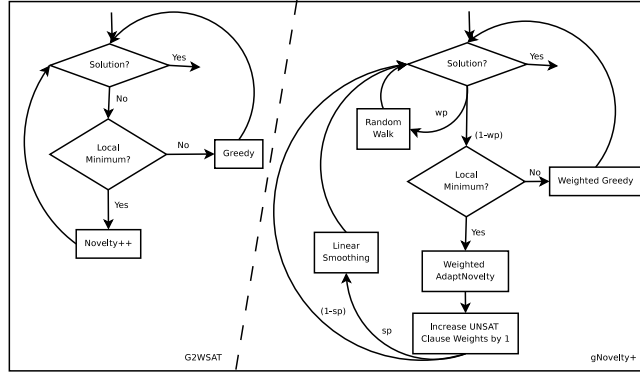 Solution?
Yes
No
Local
Minimum?
No
Greedy
Yes
Novelty++
G2WSAT
Solution?
Yes
wp
Random
Walk
(1-wp)
Local
Minimum?
No
Weighted Greedy
Yes
Linear
Smoothing
Weighted
AdaptNovelty
(1-sp)
sp
Increase UNSAT
Clause Weights by 1
gNovelty+